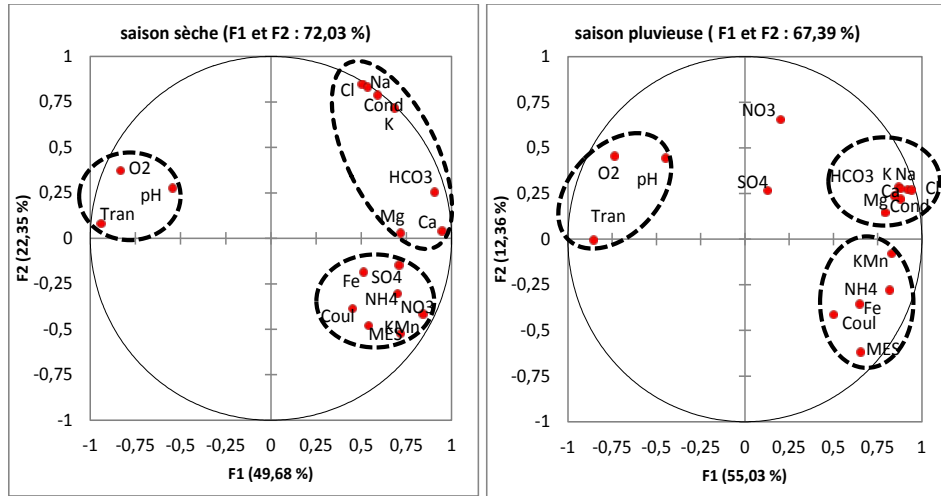 saison sèche (F1 et F2 : 72,03 %)
1
0,75
0,5
0,25
0
-0,25
-0,5
-0,75
-1
-1 -0,75 -0,5 -0,25 0 0,25 0,5 0,75 1
F2 (22,35 %)
F1 (49,68 %)
Cl
Na
Cond
K
O2
pH
Tran
HCO3
Mg
Ca
Fe
SO4
NH4
NO3
Coul
KMn
MES
saison pluvieuse ( F1 et F2 : 67,39 %)
1
0,75
0,5
0,25
0
-0,25
-0,5
-0,75
-1
-1 -0,75 -0,5 -0,25 0 0,25 0,5 0,75 1
F2 (12,36 %)
F1 (55,03 %)
NO3
O2
pH
SO4
HCO3
K
Na
Ca
Cl
Mg
Cond
Tran
KMn
NH4
Fe
Coul
MES